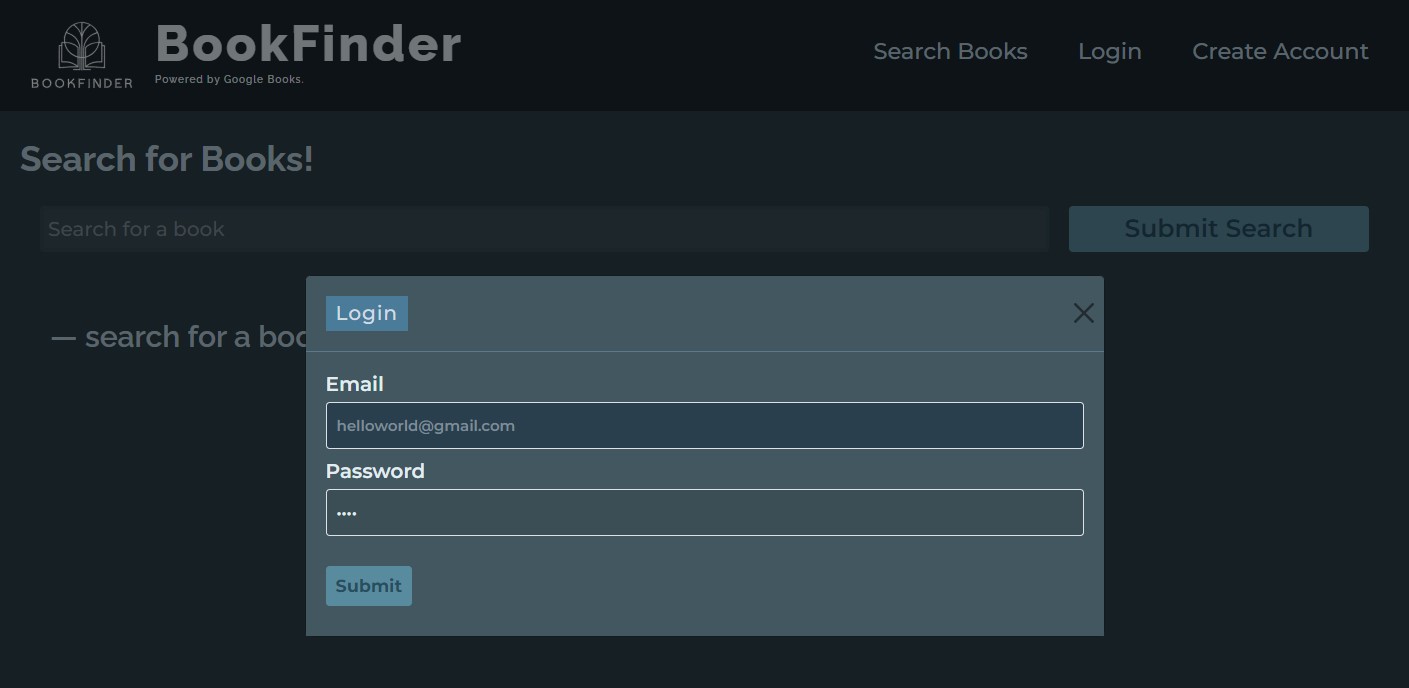 BookFinder
BOOKFINDER
Powered by Google Books.
Search Books
Login
Create Account
Search for Books!
Search for a book
Submit Search
— search for a boo
Login
Email
helloworld@gmail.com
Password
••••
Submit